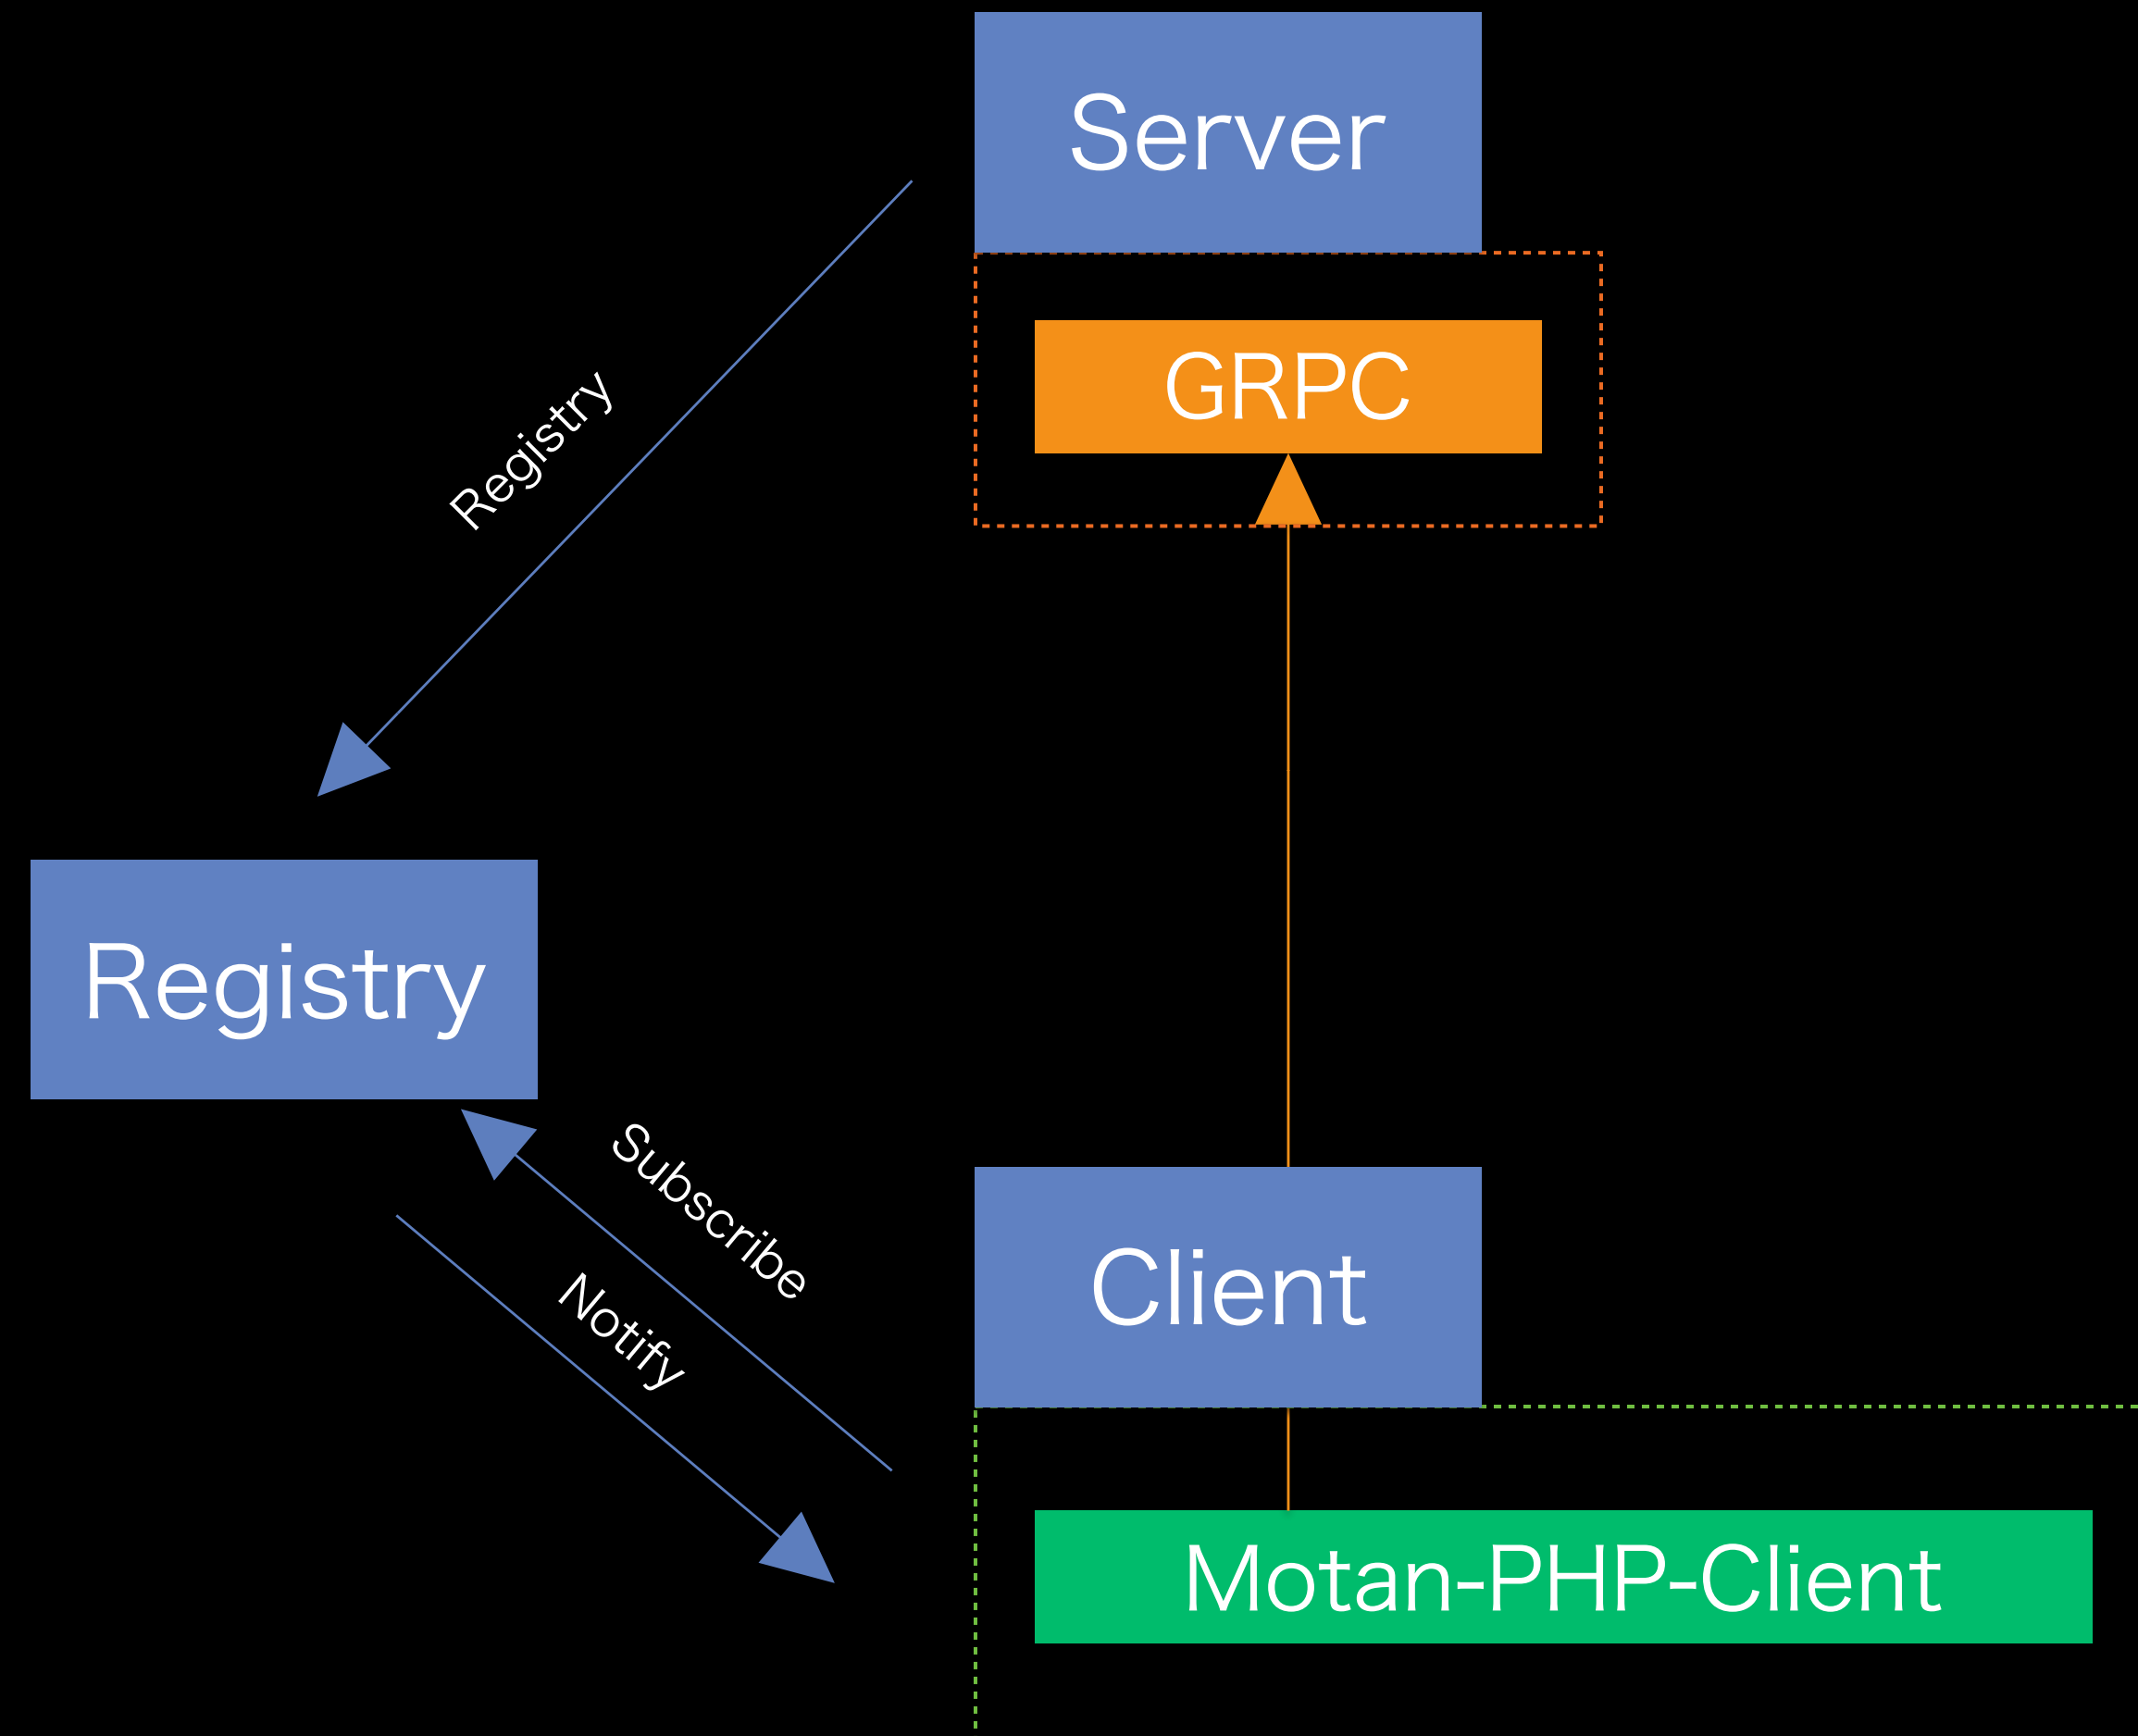 Server
GRPC
Registry
Registry
Subscribe
Notify
Client
Motan-PHP-Client